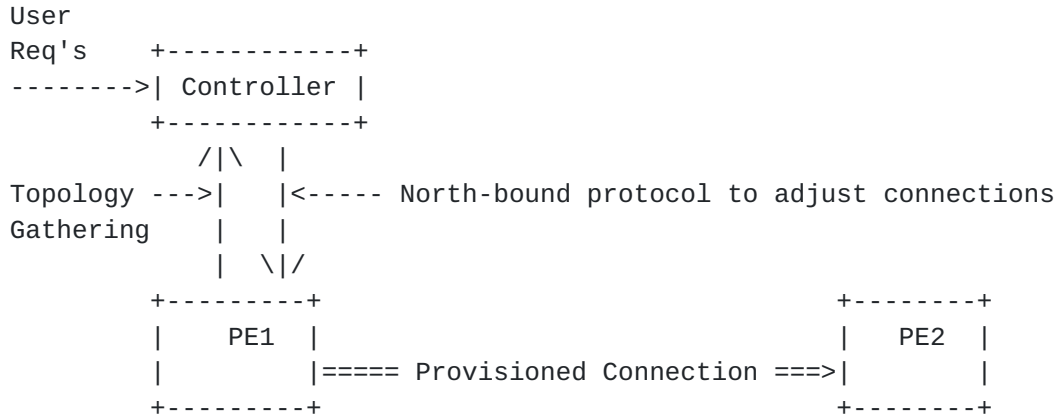 User
Req's
Controller
Topology
North-bound protocol to adjust connections
Gathering
PE1
PE2
Provisioned Connection